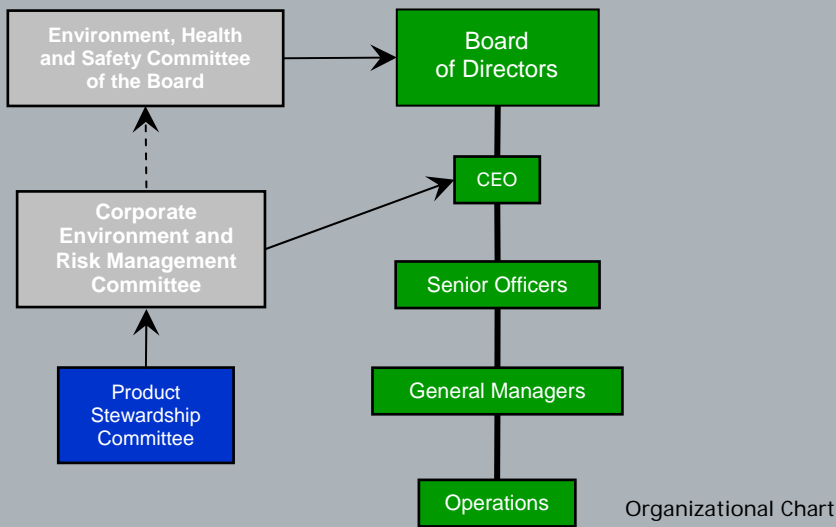 Environment, Health
and Safety Committee
of the Board
Board
of Directors
CEO
Corporate
Environment and
Risk Management
Committee
Senior Officers
Product
Stewardship
Committee
General Managers
Operations
Organizational Chart